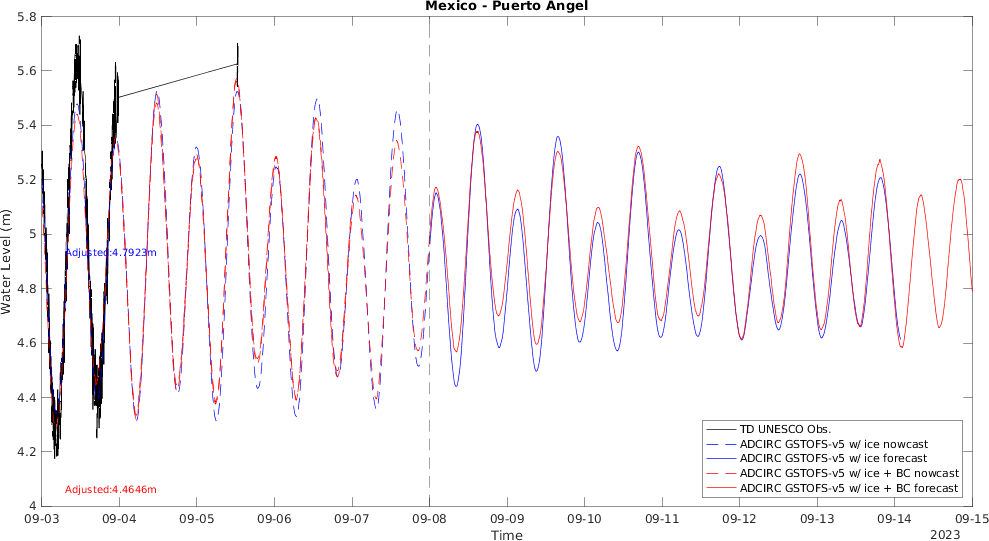 Mexico - Puerto Angel
5.8
5.6
5.4
5.2
5
4.8
4.6
4.4
4.2
4
Water Level (m)
Adjusted:4.7923m
Adjusted:4.4646m
TD UNESCO Obs.
ADCIRC GSTOFS-v5 w/ ice nowcast
ADCIRC GSTOFS-v5 w/ ice forecast
ADCIRC GSTOFS-v5 w/ ice + BC nowcast
ADCIRC GSTOFS-v5 w/ ice + BC forecast
09-03 09-04 09-05 09-06 09-07 09-08 09-09 09-10 09-11 09-12 09-13 09-14 09-15
Time
2023